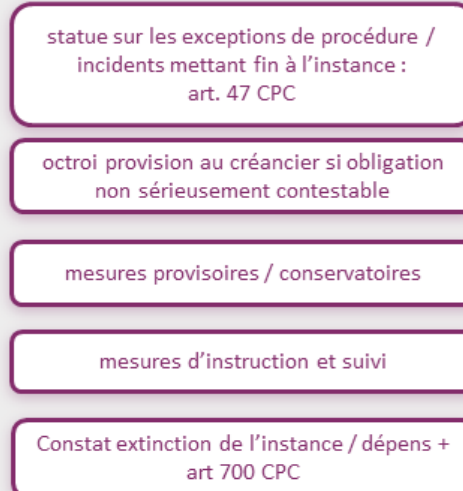 statue sur les exceptions de procédure /
incidents mettant fin à l'instance :
art. 47 CPC
octroi provision au créancier si obligation
non sérieusement contestable
mesures provisoires / conservatoires
mesures d'instruction et suivi
Constat extinction de l'instance / dépens +
art 700 CPC